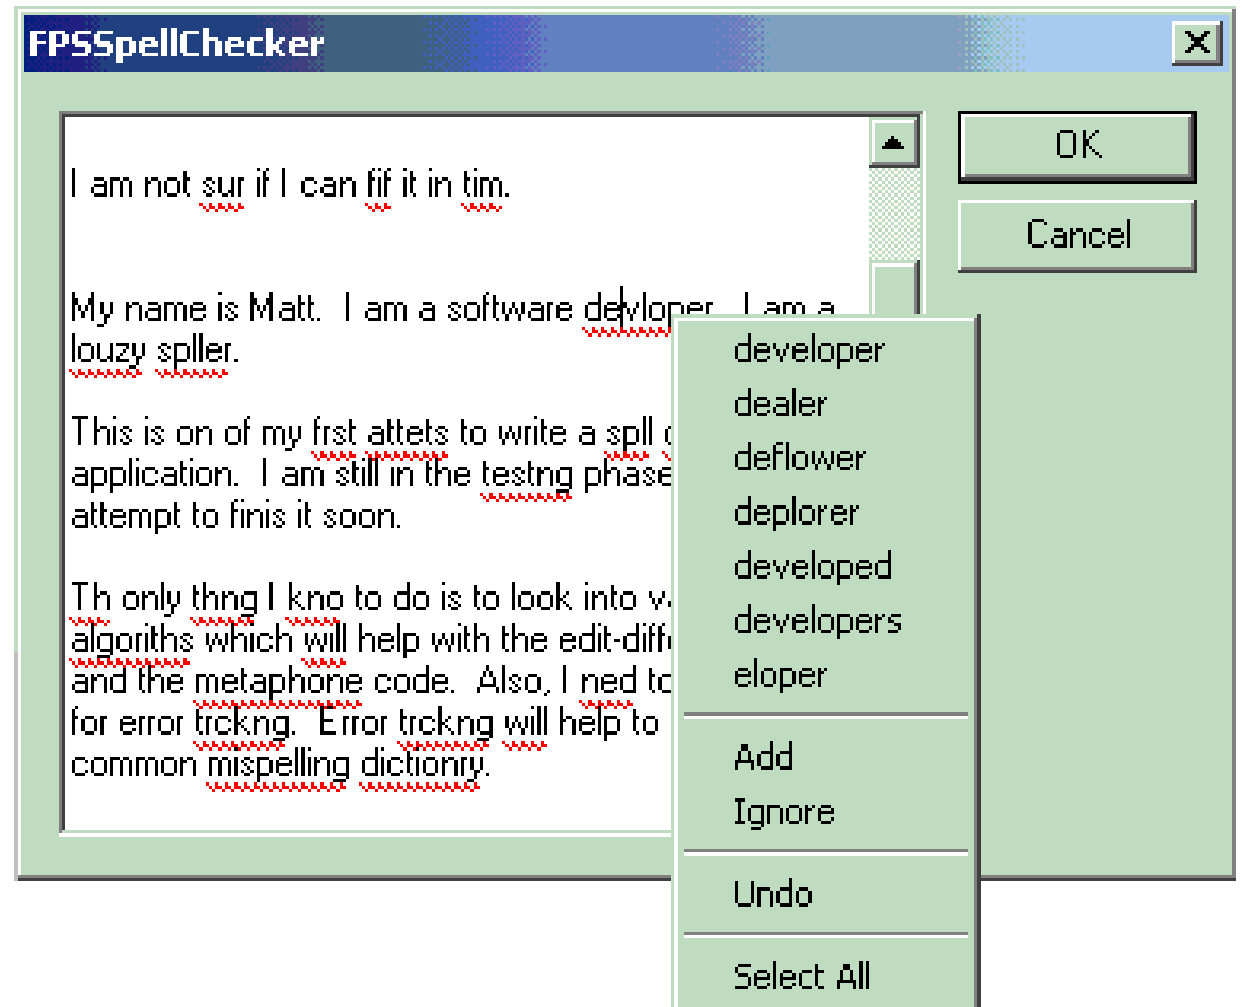 FPSSpellChecker
I am not sur if I can fif it in tim.
OK
Cancel
My name is Matt. I am a software devloper. I am a
louzy spller.
This is on of my frst attets to write a spll
application. I am still in the testng phase
attempt to finis it soon.
Th only thng I kno to do is to look into
algoriths which will help with the
and the metaphone code. Also, I ned to
for error trckng. Error trckng will help to
common mispelling dictionry.
developer
dealer
deflower
deplorer
developed
developers
eloper
Add
Ignore
Undo
Select All